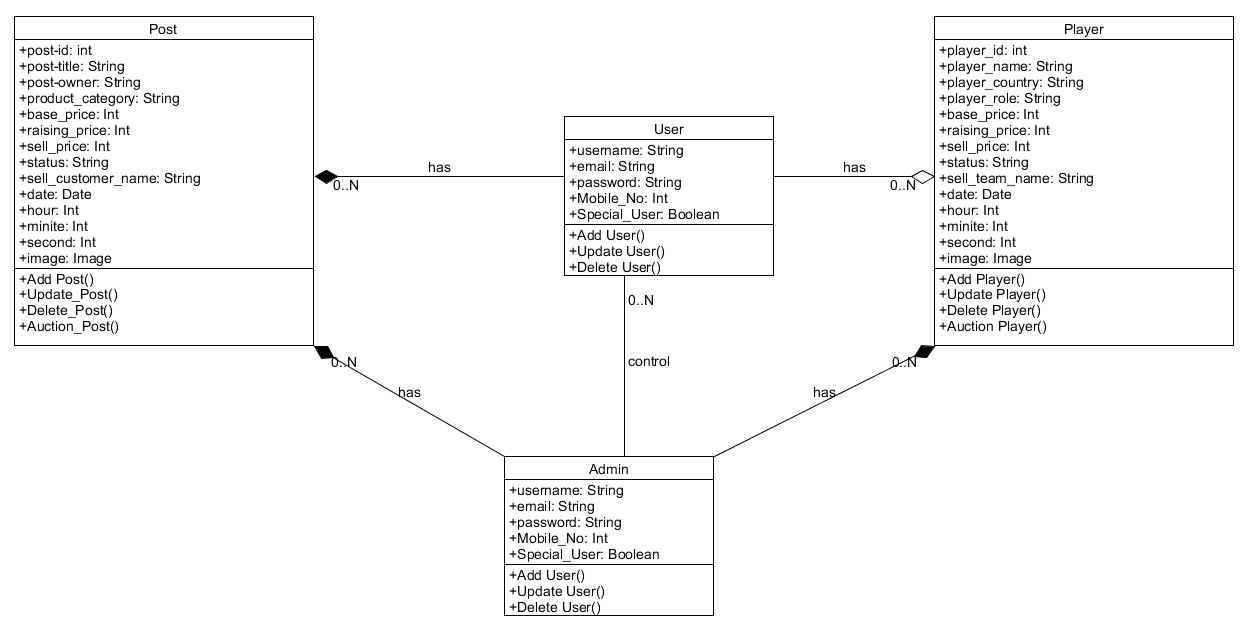 Post
+post-id: int
+post-title: String
+post-owner: String
+product_category: String
+base_price: Int
+raising_price: Int
+sell_price: Int
+status: String
+sell_customer_name: String
+date: Date
+hour: Int
+minite: Int
+second: Int
+image: Image
+Add Post()
+Update_Post()
+Delete_Post()
+Auction_Post()
has
0..N
User
+username: String
+email: String
+password: String
+Mobile_No: Int
+Special_User: Boolean
+Add User()
+Update User()
+Delete User()
has
0..N
Player
+player_id: int
+player_name: String
+player_country: String
+player_role: String
+base_price: Int
+raising_price: Int
+sell_price: Int
+status: String
+sell_team_name: String
+date: Date
+hour: Int
+minite: Int
+second: Int
+image: Image
+Add Player()
+Update Player()
+Delete Player()
+Auction Player()
0..N
has
0..N
control
0..N
has
Admin
+username: String
+email: String
+password: String
+Mobile_No: Int
+Special_User: Boolean
+Add User()
+Update User()
+Delete User()